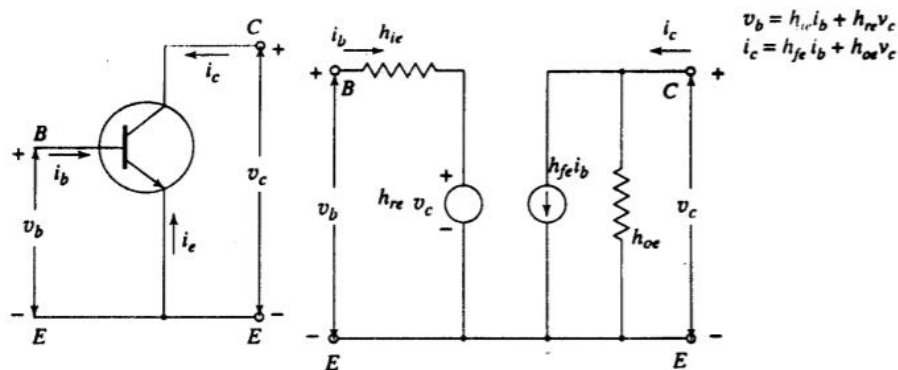 C
+
i_c
B
+
i_b
v_b
v_c
i_e
−
−
E
E
i_b
h_ie
i_c
+
B
C
+
v_b
h_re v_c
+
−
h_fe i_b
h_oe
v_c
−
−
E
E
v_b = h_ie i_b + h_re v_c
i_c = h_fe i_b + h_oe v_c